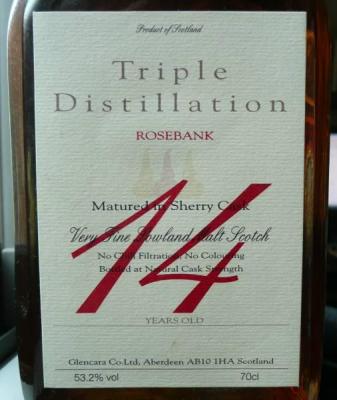 Product of Scotland
Triple
Distillation
ROSEBANK
Matured in Sherry Cask
14
Very Fine Lowland Malt Scotch
No Chill Filtration, No Colouring
Bottled at Natural Cask Strength
YEARS OLD
Glencara Co.Ltd, Aberdeen AB10 1HA Scotland
53.2% vol 70cl